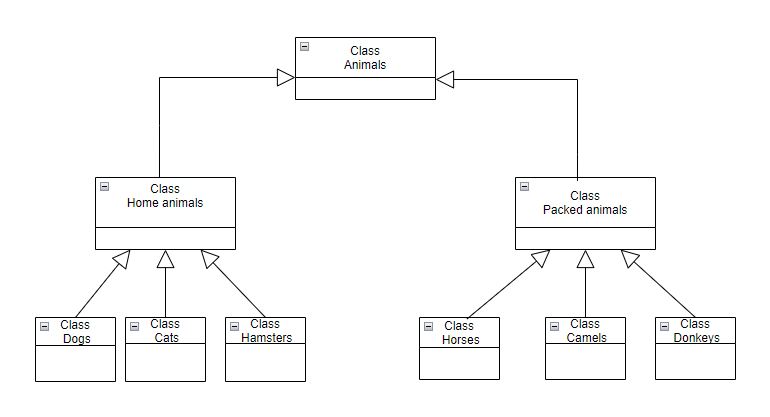 Class
Animals
Class
Home animals
Class
Packed animals
Class
Dogs
Class
Cats
Class
Hamsters
Class
Horses
Class
Camels
Class
Donkeys